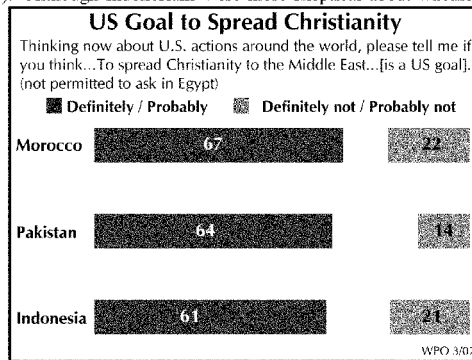 US Goal to Spread Christianity
Thinking now about U.S. actions around the world, please tell me if
you think...To spread Christianity to the Middle East...[is a US goal].
(not permitted to ask in Egypt)
Definitely / Probably Definitely not / Probably not
Morocco 67 22
Pakistan 64 14
Indonesia 61 21
WPO 3/07